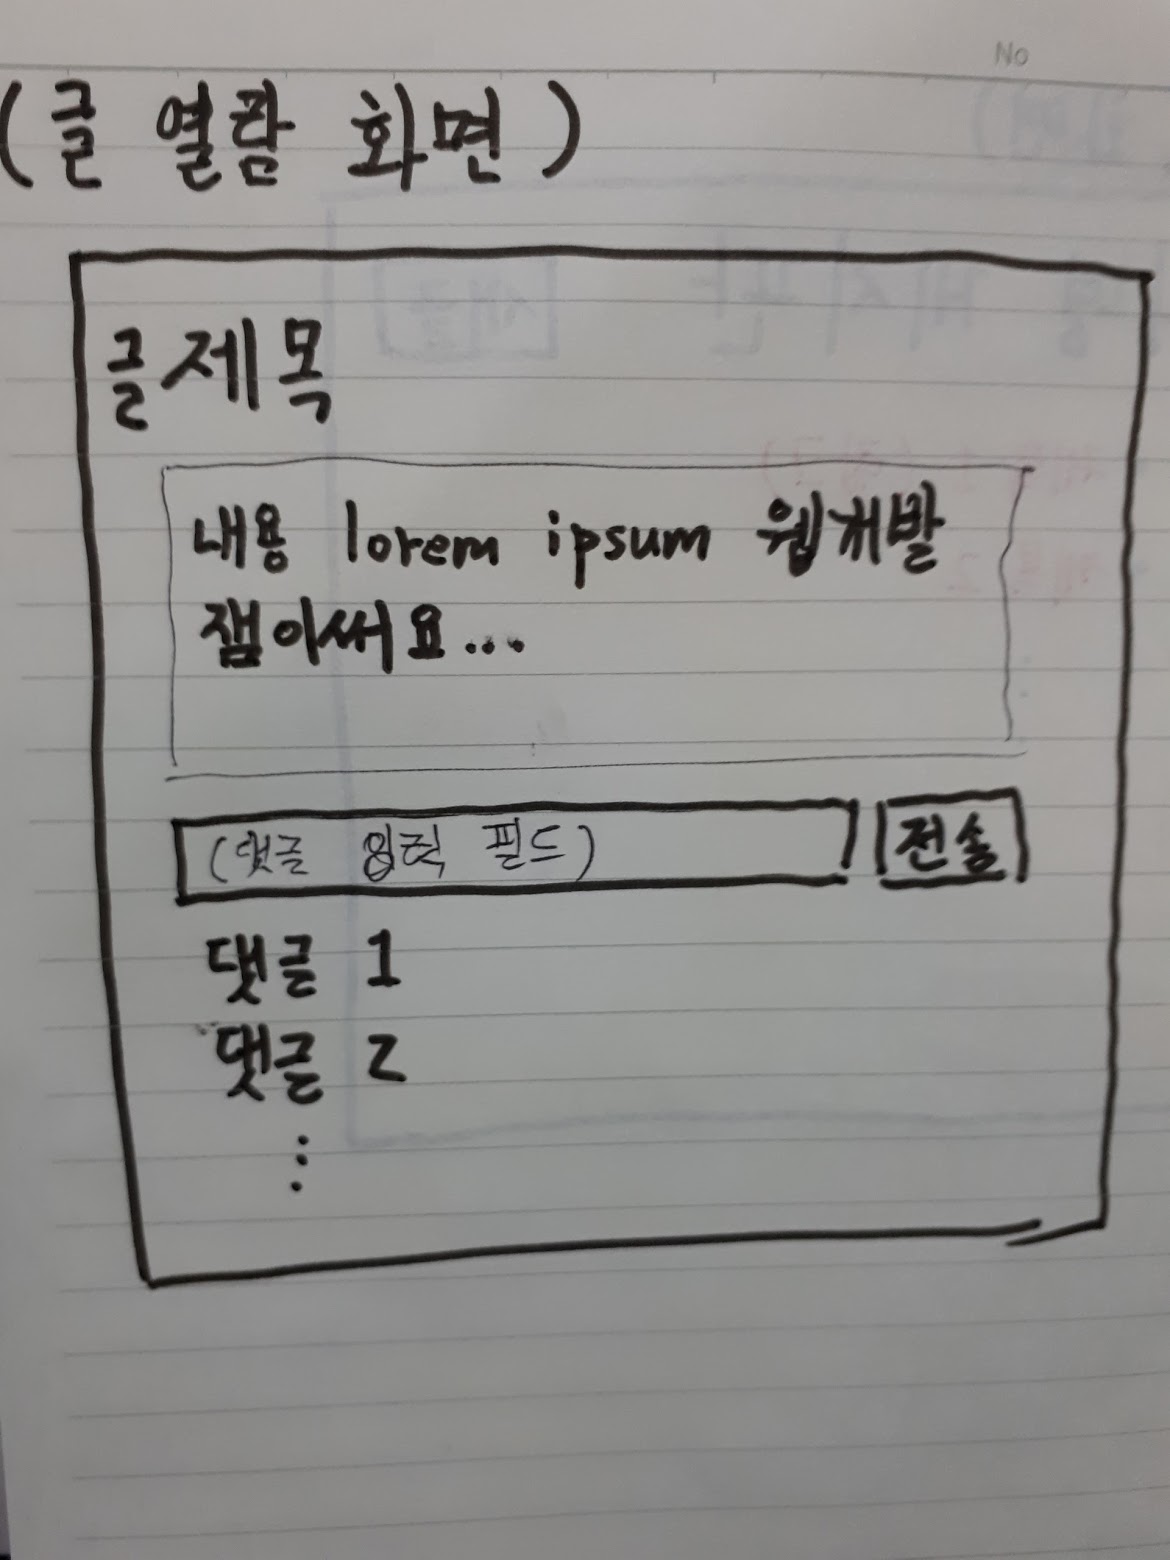 No
(글 열람 화면)
글제목
내용 lorem ipsum 웹개발
잼이써요...
(댓글 입력 필드) 전송
댓글 1
댓글 2
⋮